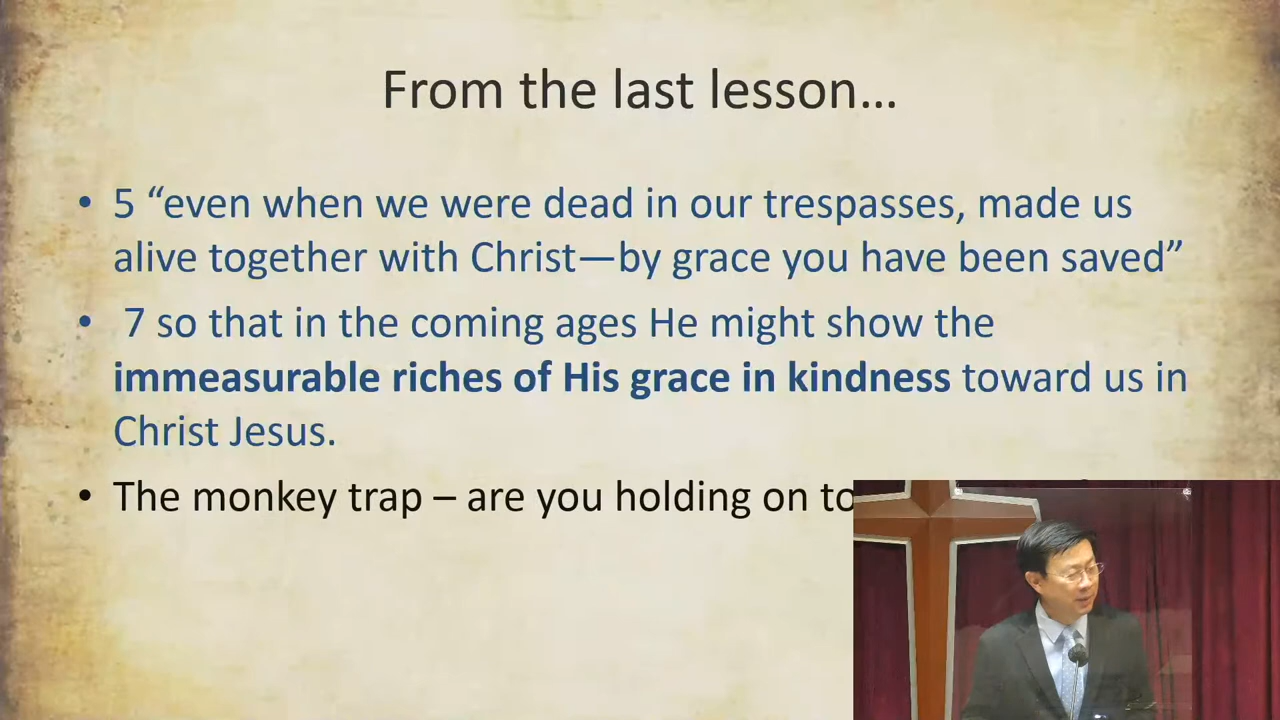 From the last lesson…
• 5 “even when we were dead in our trespasses, made us
alive together with Christ—by grace you have been saved”
• 7 so that in the coming ages He might show the
immeasurable riches of His grace in kindness toward us in
Christ Jesus.
• The monkey trap – are you holding on to